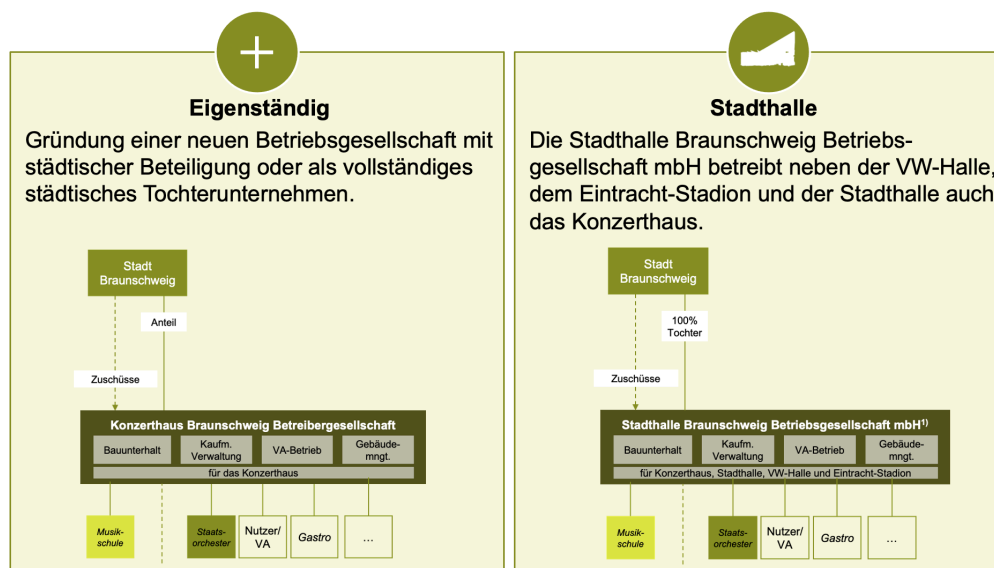 Eigenständig
Gründung einer neuen Betriebsgesellschaft mit
städtischer Beteiligung oder als vollständiges
städtisches Tochterunternehmen.
Stadt
Braunschweig
Anteil
Zuschüsse
Konzerthaus Braunschweig Betreibergesellschaft
Bauunterhalt
Kaufm.
Verwaltung
VA-Betrieb
Gebäude-
mngt.
für das Konzerthaus
Musik-
schule
Staats-
orchester
Nutzer/
VA
Gastro
...
Stadthalle
Die Stadthalle Braunschweig Betriebs-
gesellschaft mbH betreibt neben der VW-Halle,
dem Eintracht-Stadion und der Stadthalle auch
das Konzerthaus.
Stadt
Braunschweig
100%
Tochter
Zuschüsse
Stadthalle Braunschweig Betriebsgesellschaft mbH¹⁾
Bauunterhalt
Kaufm.
Verwaltung
VA-Betrieb
Gebäude-
mngt.
für Konzerthaus, Stadthalle, VW-Halle und Eintracht-Stadion
Musik-
schule
Staats-
orchester
Nutzer/
VA
Gastro
...